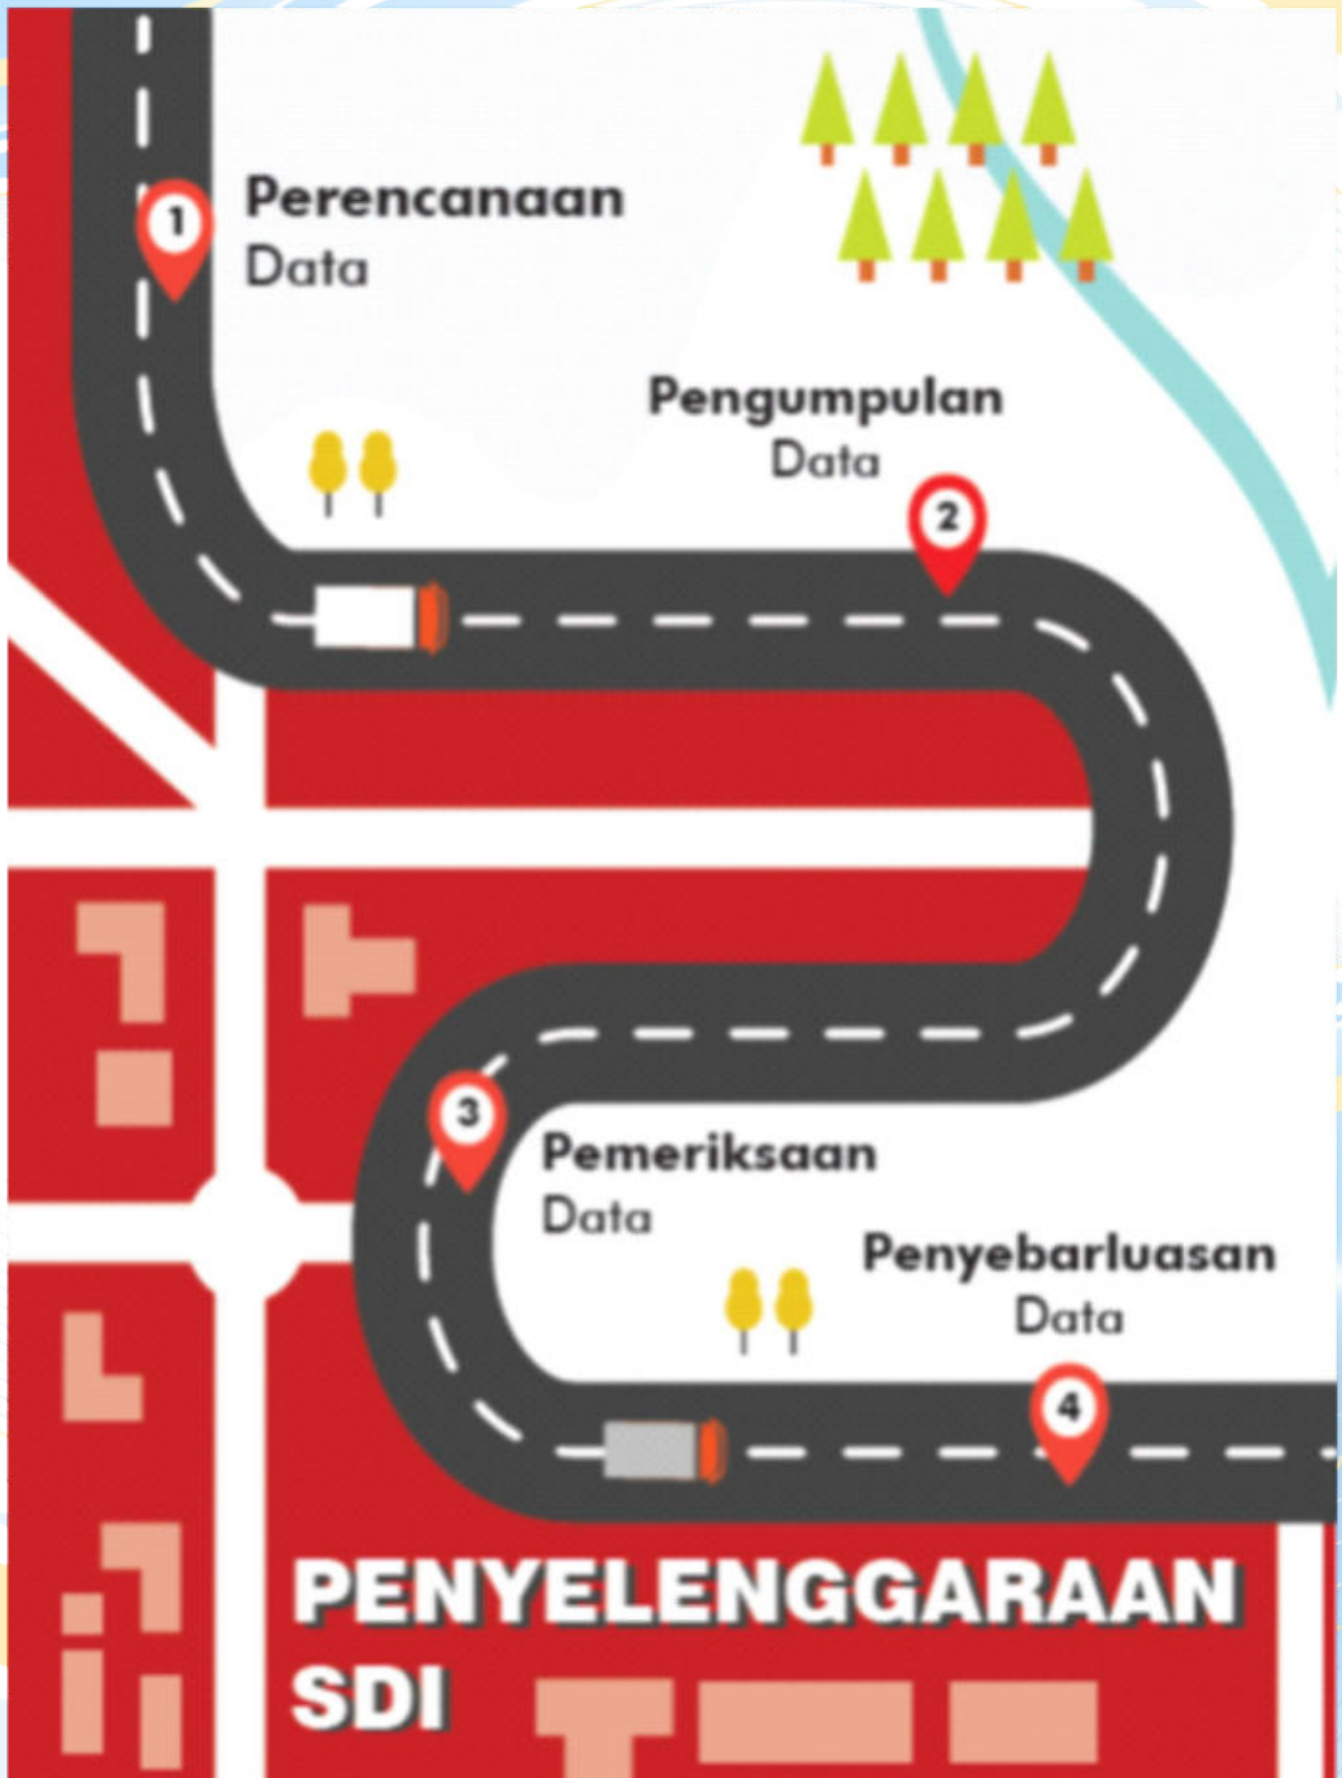 1
Perencanaan
Data
Pengumpulan
Data
2
3
Pemeriksaan
Data
Penyebarluasan
Data
4
PENYELENGGARAAN
SDI